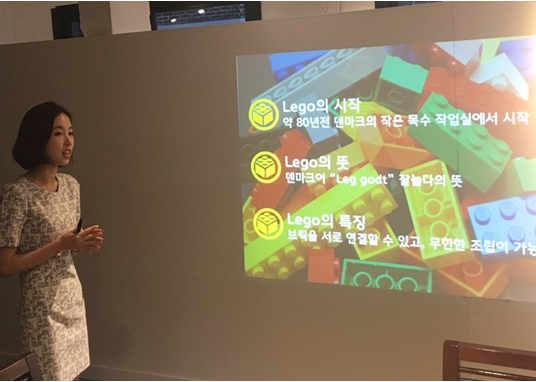 Lego의 시작
약 80년전 덴마크의 작은 목수 작업실에서 시작
Lego의 뜻
덴마크어 “Leg godt” 잘놀다의 뜻
Lego의 특징
브릭을 서로 연결할 수 있고, 무한한 조립이 가능